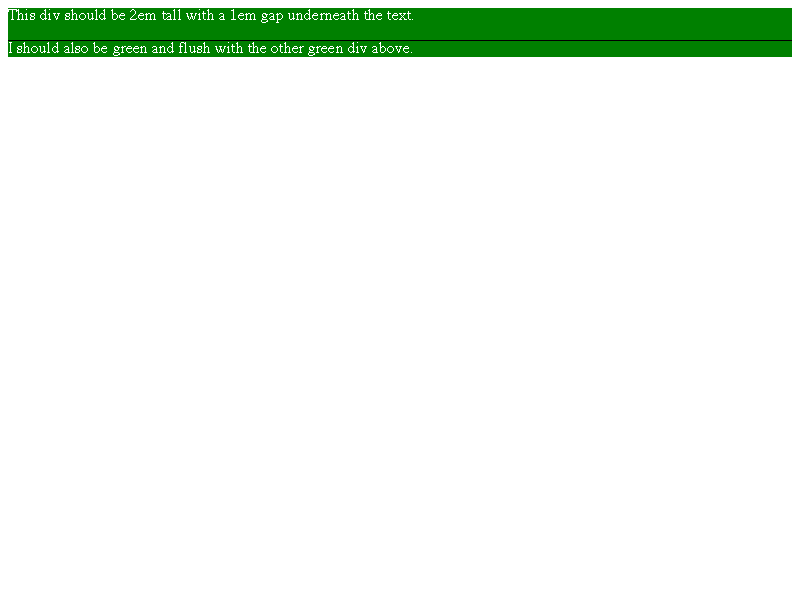 This div should be 2em tall with a 1em gap underneath the text.
I should also be green and flush with the other green div above.